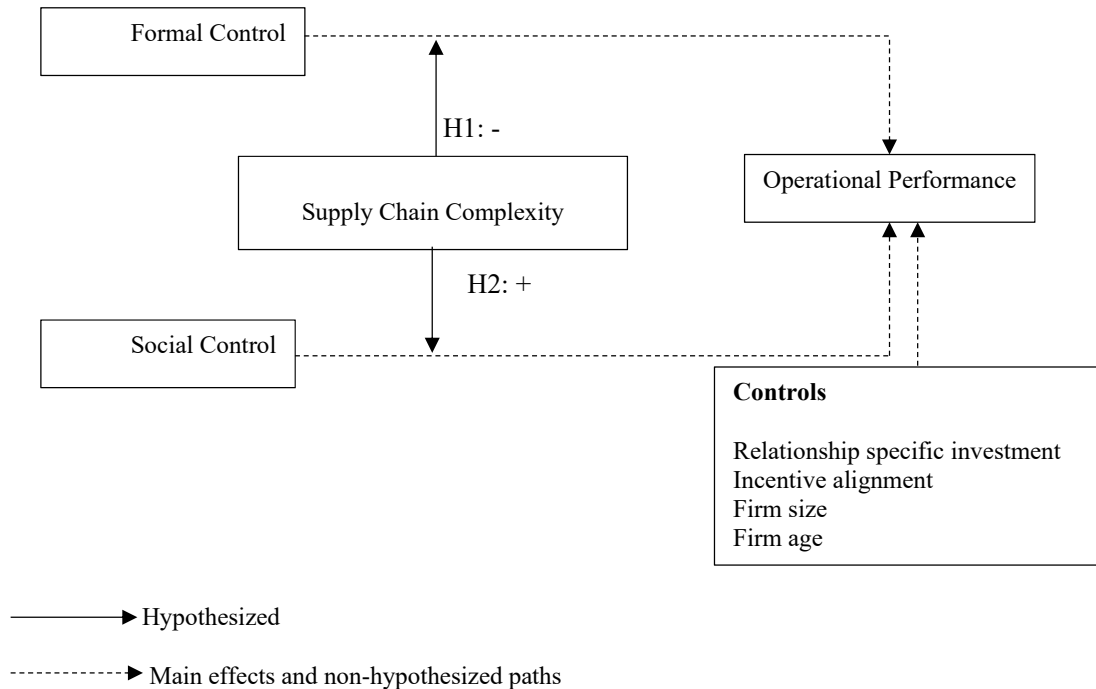 Formal Control
H1: -
Supply Chain Complexity
Operational Performance
H2: +
Social Control
Controls
Relationship specific investment
Incentive alignment
Firm size
Firm age
Hypothesized
Main effects and non-hypothesized paths